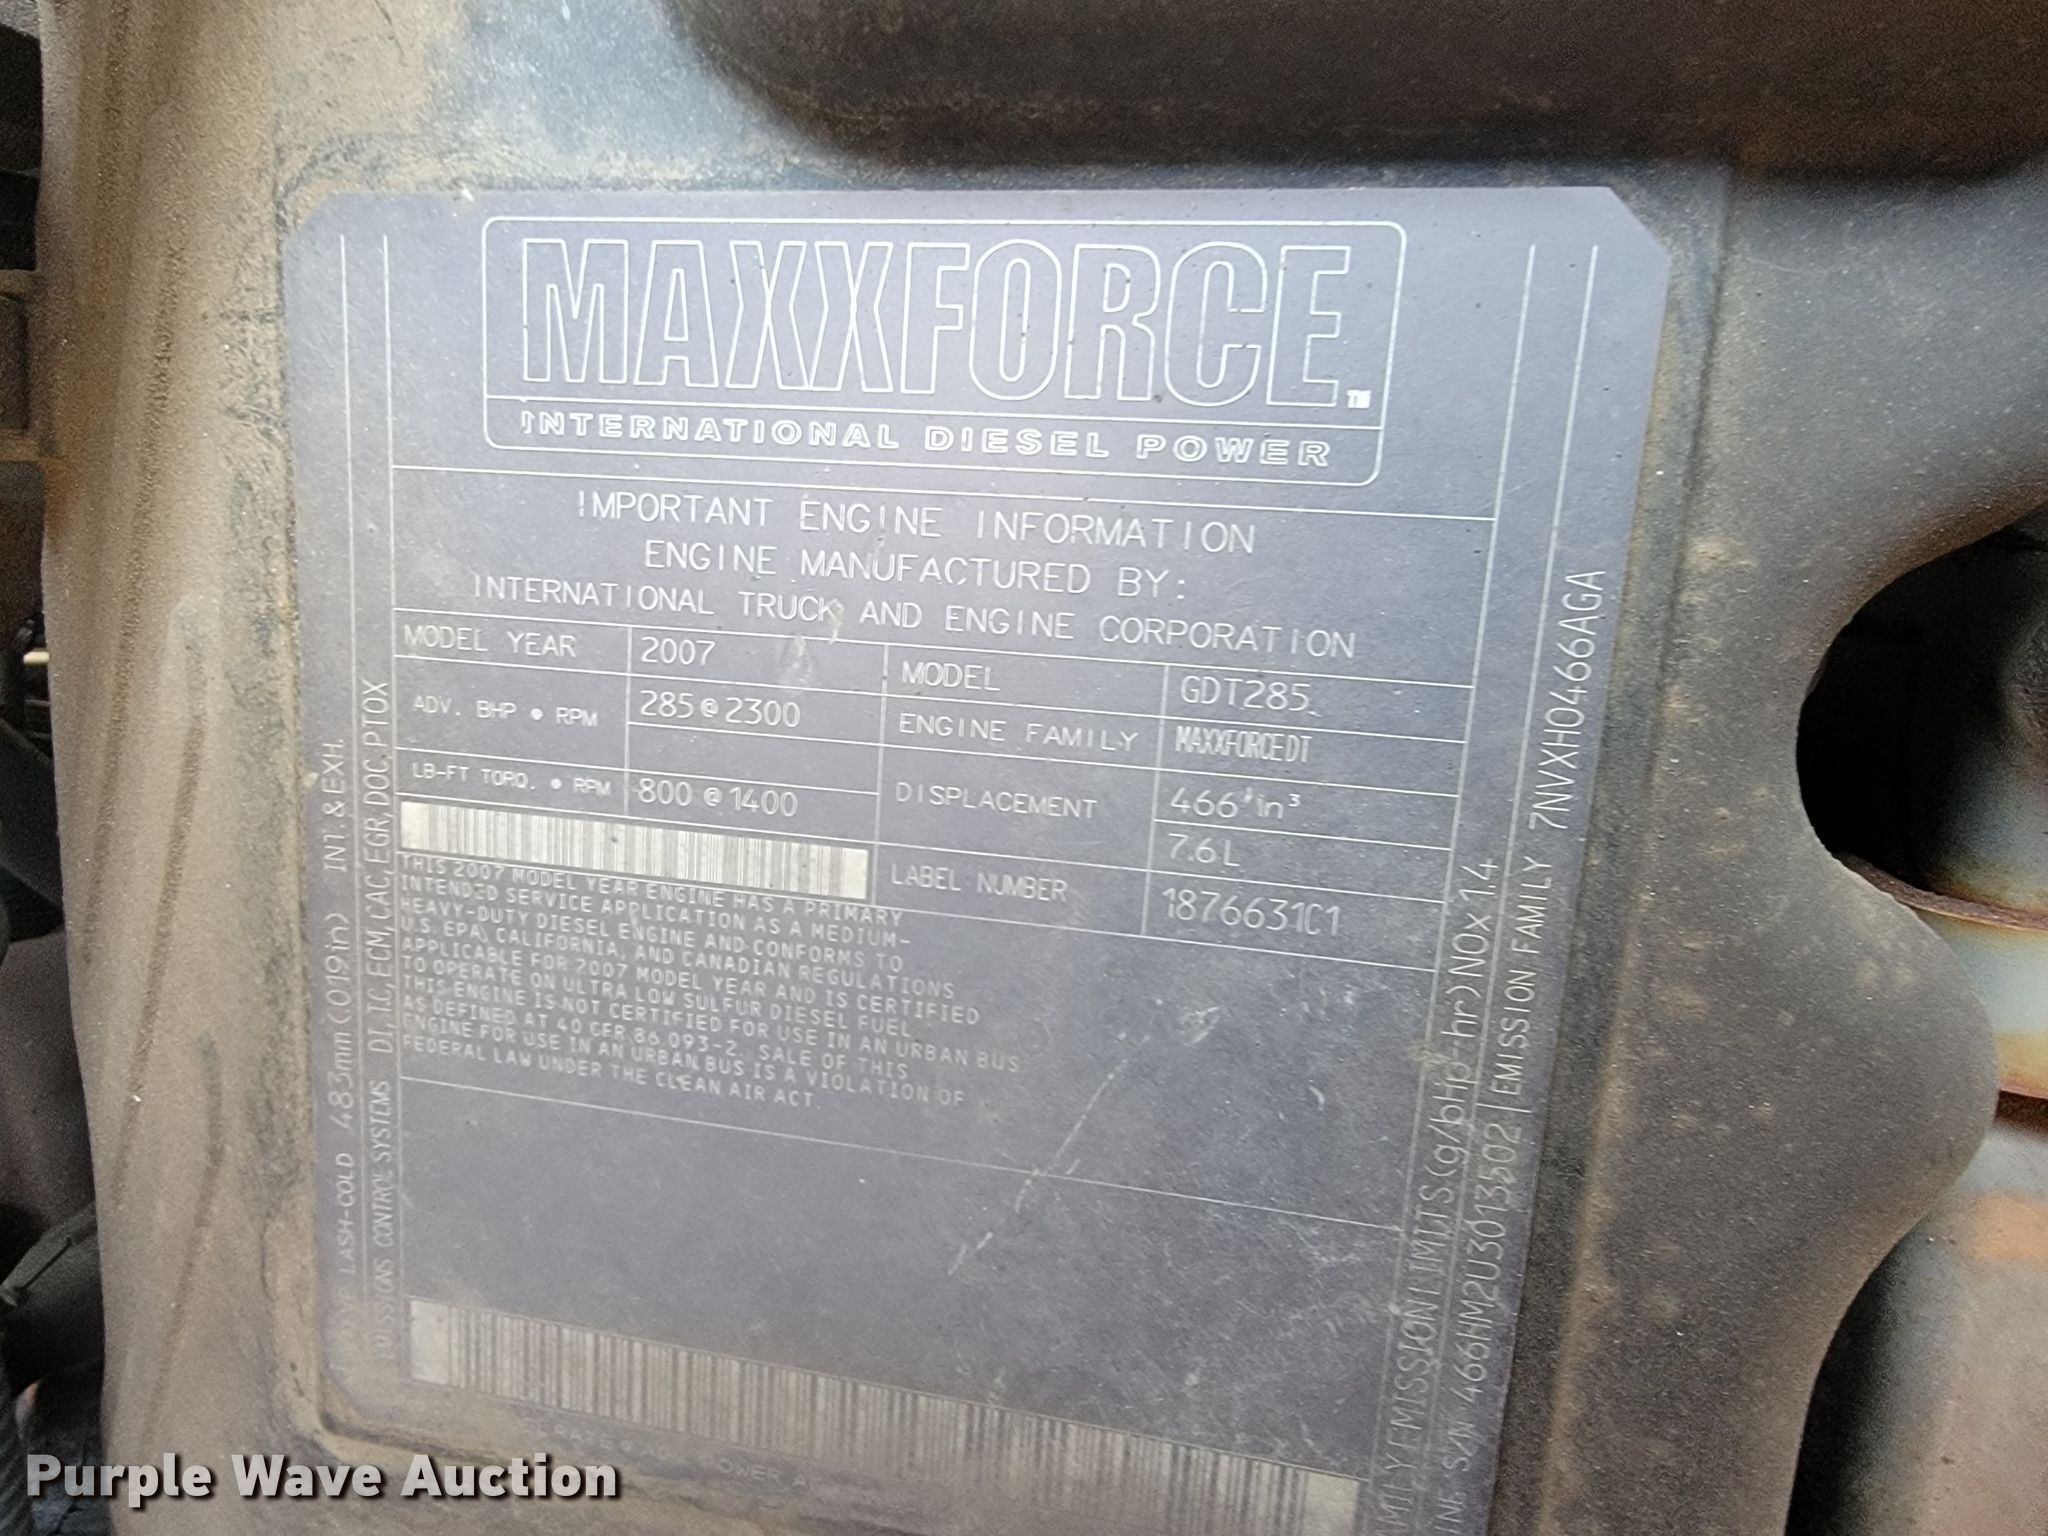 MAXXFORCE TM
INTERNATIONAL DIESEL POWER
IMPORTANT ENGINE INFORMATION
ENGINE MANUFACTURED BY:
INTERNATIONAL TRUCK AND ENGINE CORPORATION
MODEL YEAR 2007
ADV. BHP @ RPM 285@2300
LB-FT TORQ. @ RPM 800@1400
MODEL GDT285
ENGINE FAMILY MAXXFORCEDT
DISPLACEMENT 466 in³
7.6L
LABEL NUMBER 1876631C1
THIS 2007 MODEL YEAR ENGINE HAS A PRIMARY
INTENDED SERVICE APPLICATION AS A MEDIUM-
HEAVY-DUTY DIESEL ENGINE AND CONFORMS TO
U.S. EPA, CALIFORNIA, AND CANADIAN REGULATIONS
APPLICABLE FOR 2007 MODEL YEAR AND IS CERTIFIED
TO OPERATE ON ULTRA LOW SULFUR DIESEL FUEL.
THIS ENGINE IS NOT CERTIFIED FOR USE IN AN URBAN BUS
AS DEFINED AT 40 CFR 86.093-2. SALE OF THIS
ENGINE FOR USE IN AN URBAN BUS IS A VIOLATION OF
FEDERAL LAW UNDER THE CLEAN AIR ACT.
LASH-COLD .483mm(.019in) INT. & EXH.
CONTROL SYSTEMS DI, TC, ECM, CAC, EGR, DOC, PTOX
EMISSION LIMITS (g/bHp-hr) NOx 1.4
S/N 466HM2U3013502 EMISSION FAMILY 7NVXH0466AGA
Purple Wave Auction